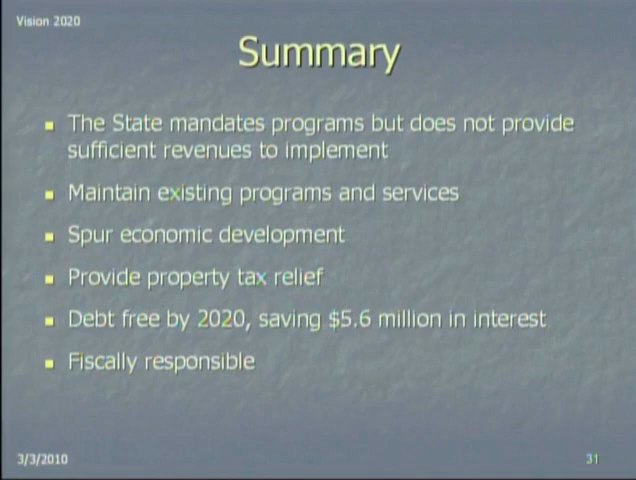 Vision 2020
Summary
The State mandates programs but does not provide
sufficient revenues to implement
Maintain existing programs and services
Spur economic development
Provide property tax relief
Debt free by 2020, saving $5.6 million in interest
Fiscally responsible
3/3/2010
31